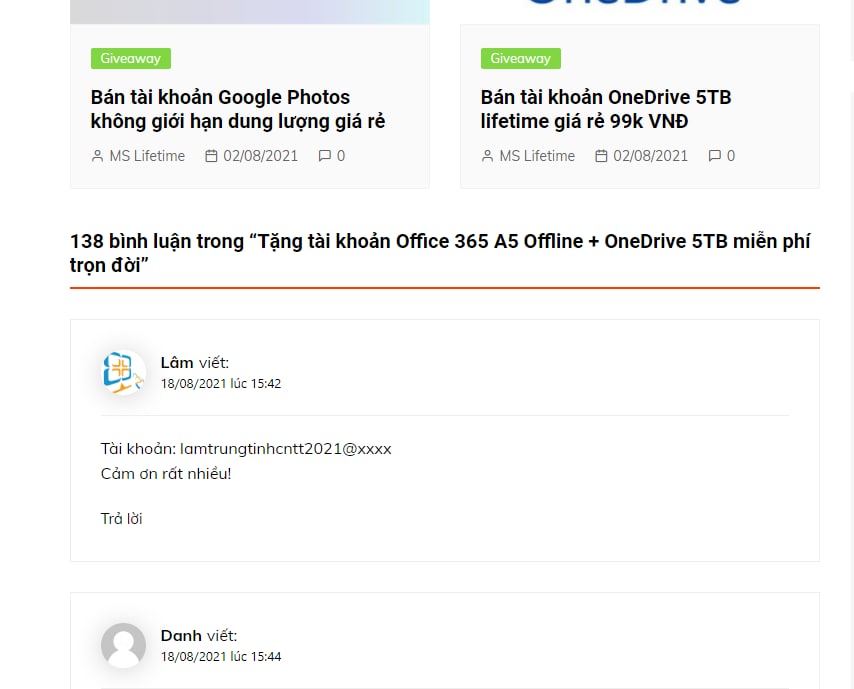 OneDrive
Giveaway
Bán tài khoản Google Photos
không giới hạn dung lượng giá rẻ
MS Lifetime 02/08/2021 0
Giveaway
Bán tài khoản OneDrive 5TB
lifetime giá rẻ 99k VNĐ
MS Lifetime 02/08/2021 0
138 bình luận trong “Tặng tài khoản Office 365 A5 Offline + OneDrive 5TB miễn phí
trọn đời”
Lâm viết:
18/08/2021 lúc 15:42
Tài khoản: lamtrungtinhcntt2021@xxxx
Cảm ơn rất nhiều!
Trả lời
Danh viết:
18/08/2021 lúc 15:44